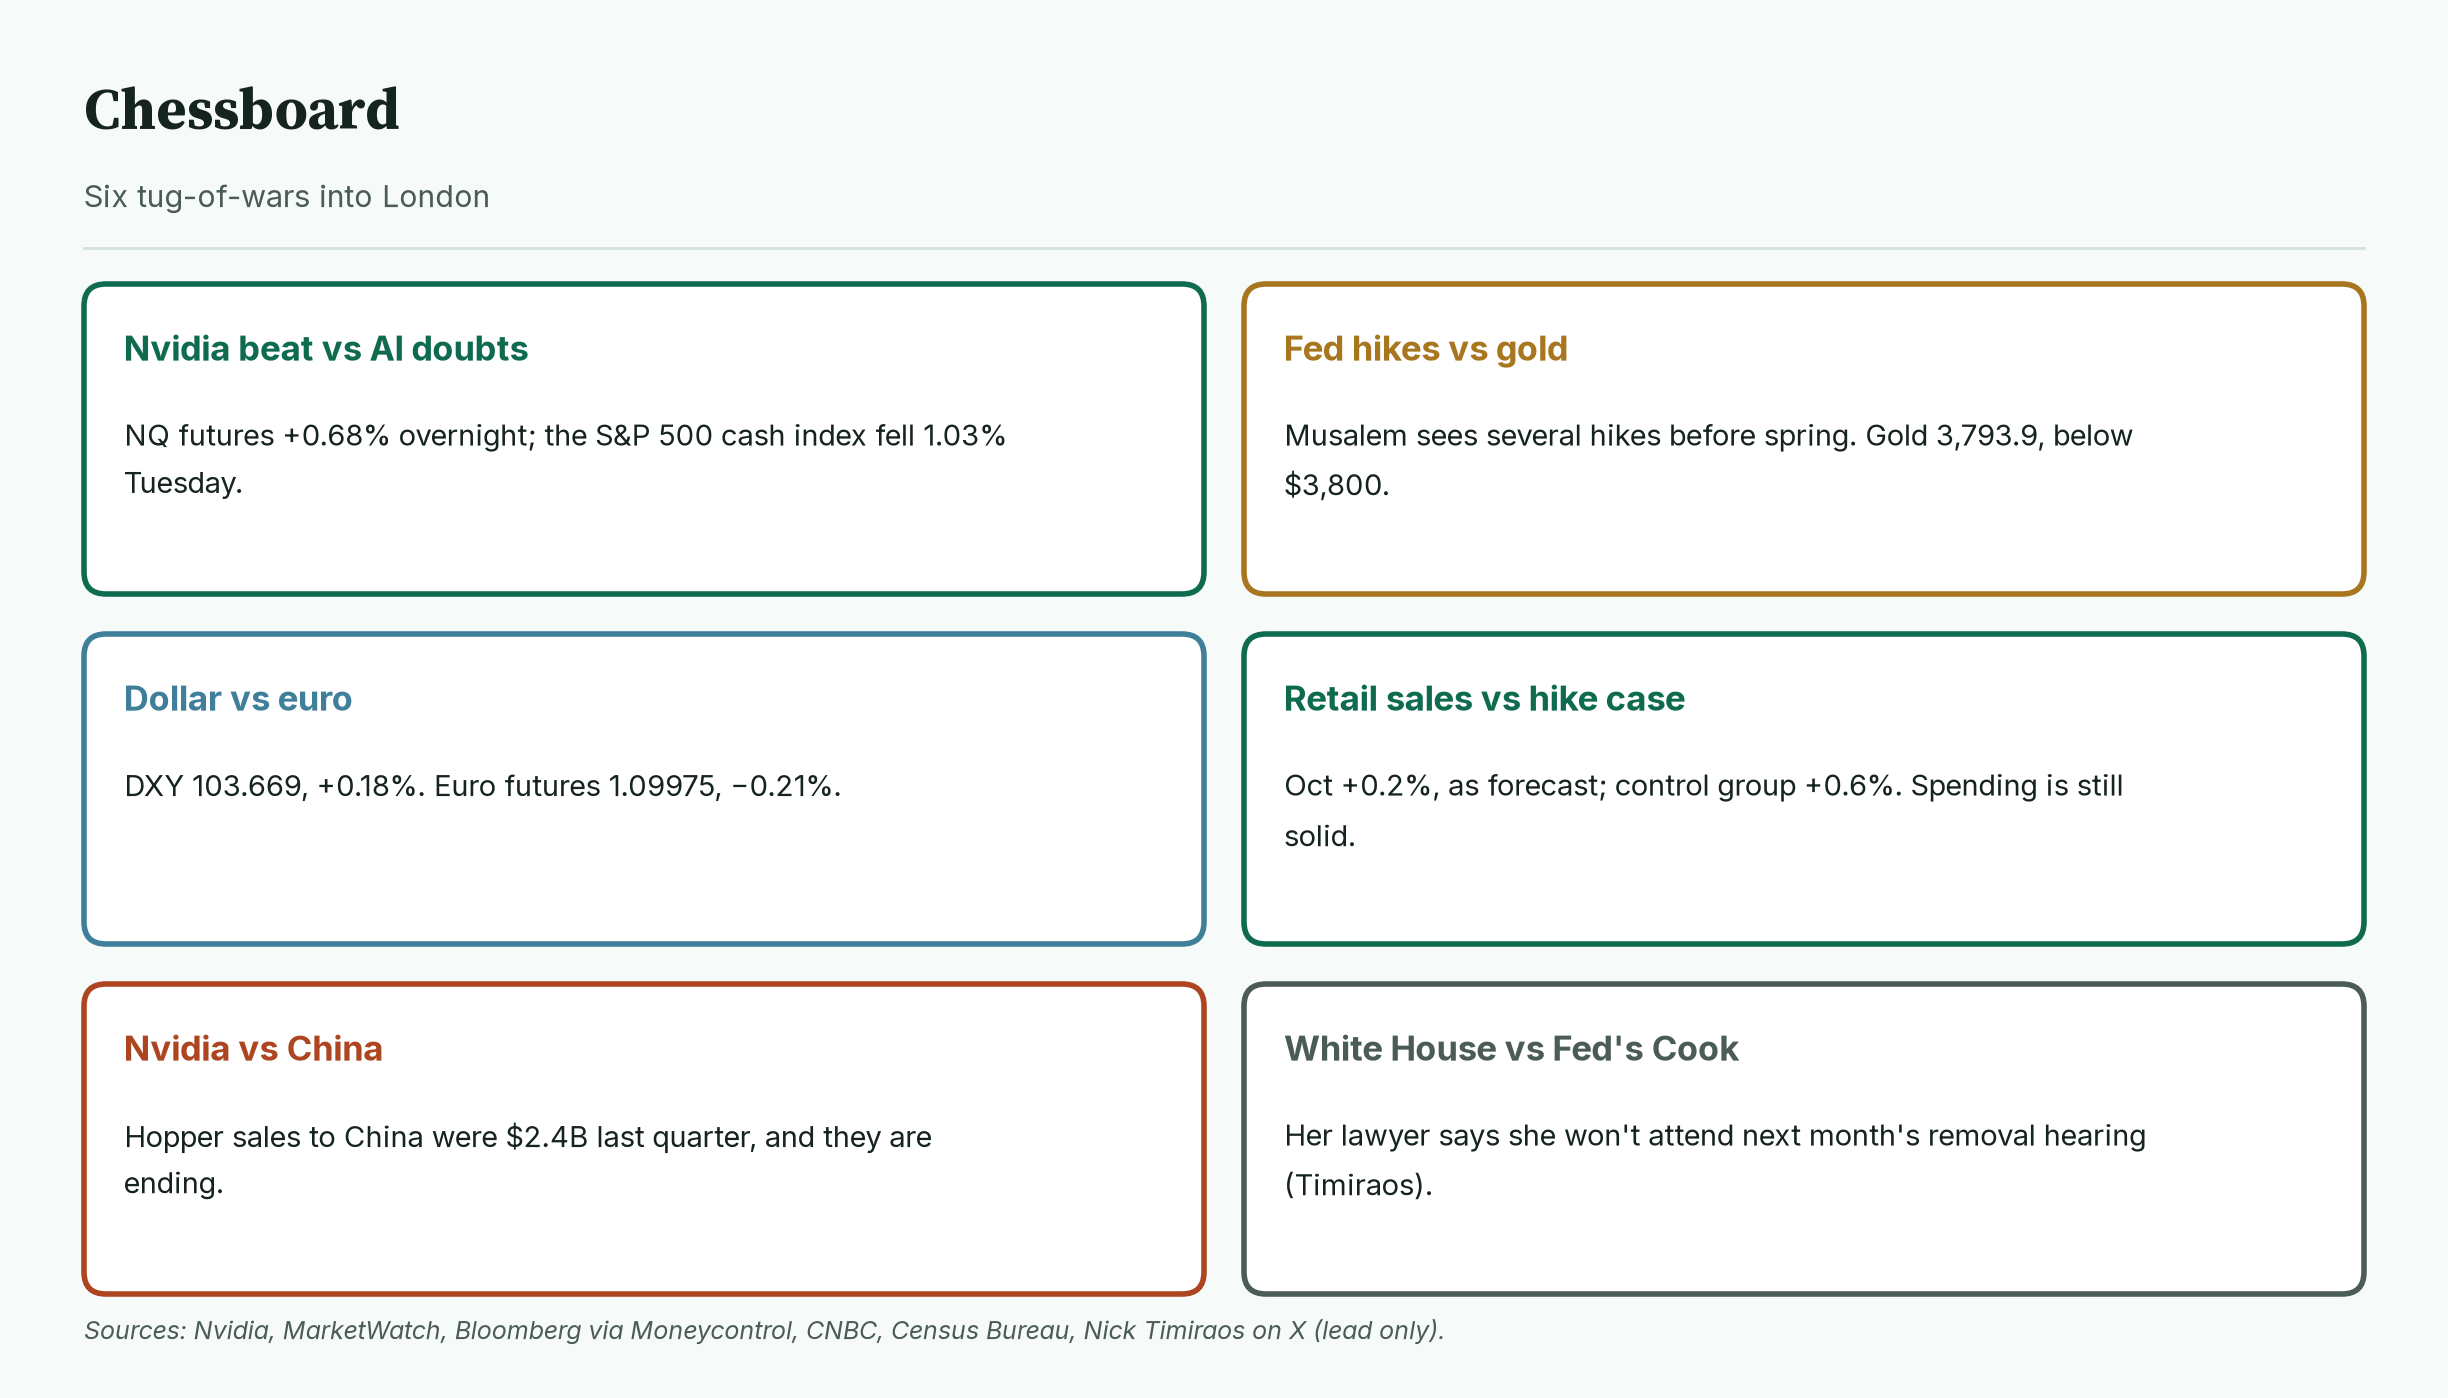 Chessboard
Six tug-of-wars into London
Nvidia beat vs AI doubts
NQ futures +0.68% overnight; the S&P 500 cash index fell 1.03%
Tuesday.
Fed hikes vs gold
Musalem sees several hikes before spring. Gold 3,793.9, below
$3,800.
Dollar vs euro
DXY 103.669, +0.18%. Euro futures 1.09975, −0.21%.
Retail sales vs hike case
Oct +0.2%, as forecast; control group +0.6%. Spending is still
solid.
Nvidia vs China
Hopper sales to China were $2.4B last quarter, and they are
ending.
White House vs Fed's Cook
Her lawyer says she won't attend next month's removal hearing
(Timiraos).
Sources: Nvidia, MarketWatch, Bloomberg via Moneycontrol, CNBC, Census Bureau, Nick Timiraos on X (lead only).